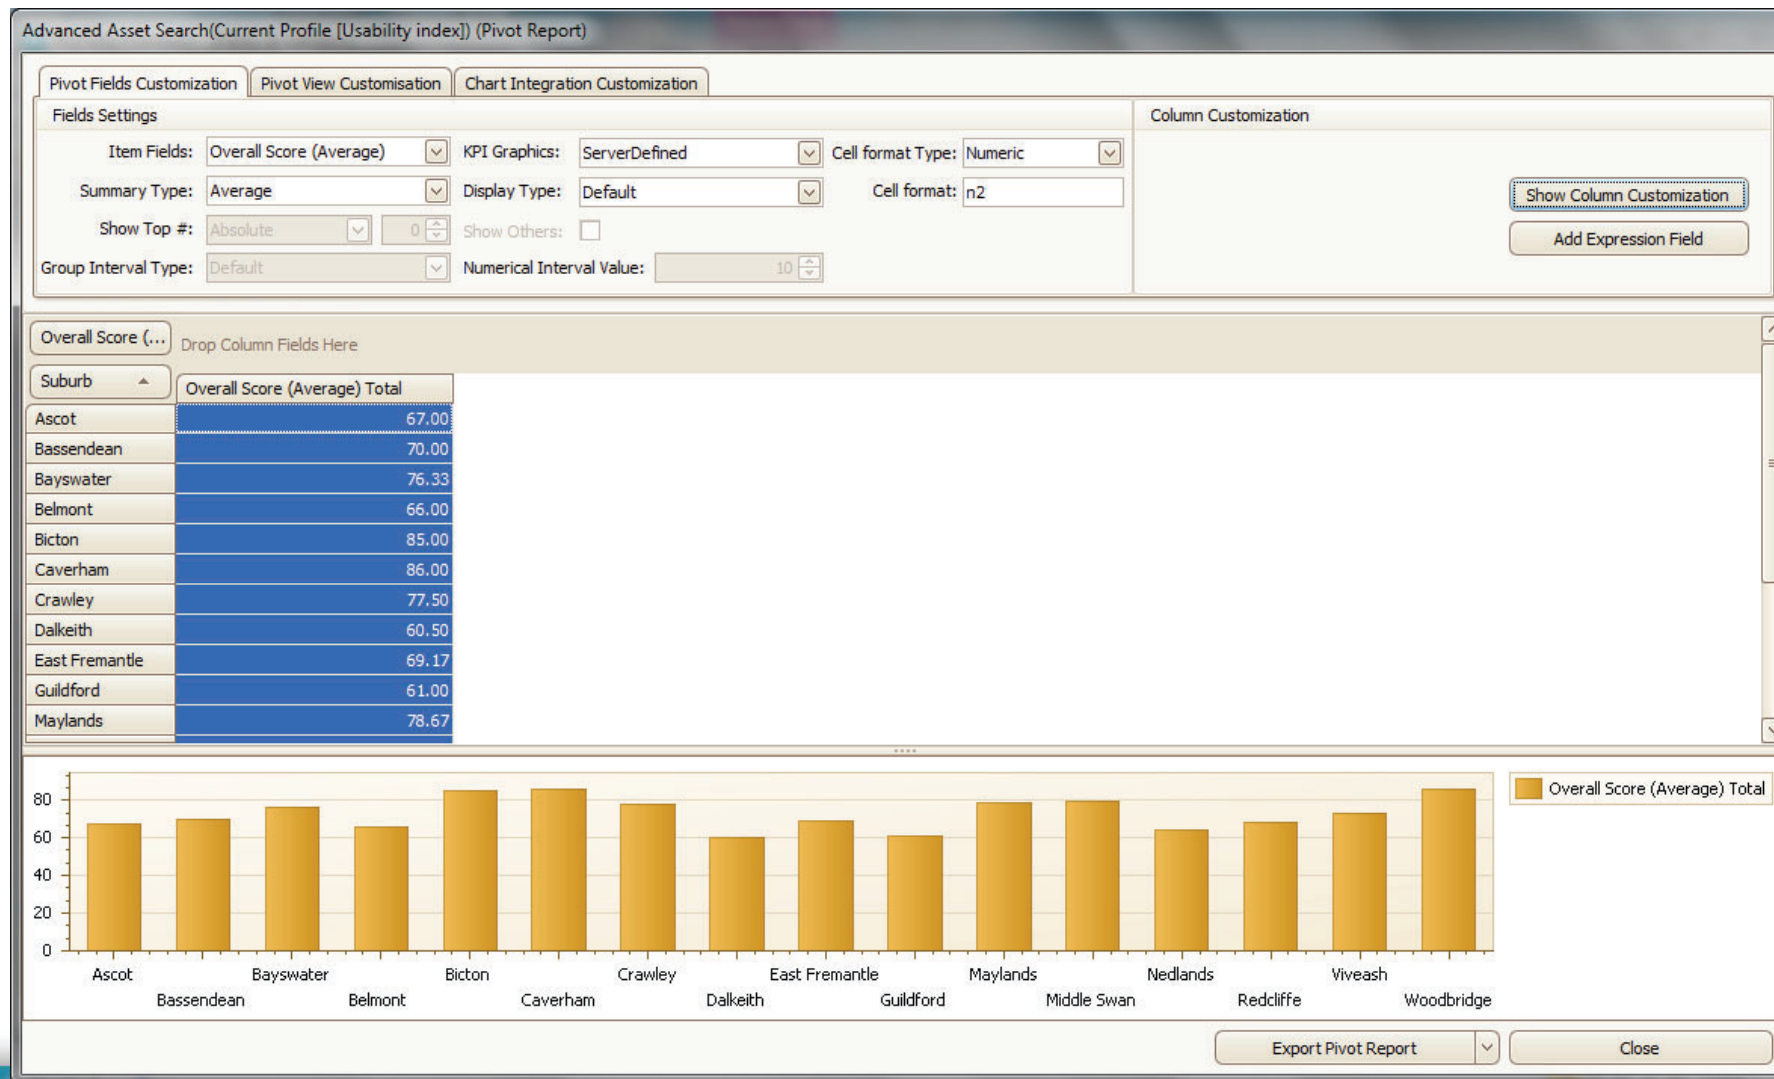 Advanced Asset Search(Current Profile [Usability index]) (Pivot Report)
Pivot Fields Customization Pivot View Customisation Chart Integration Customization
Fields Settings Column Customization
Item Fields: Overall Score (Average) KPI Graphics: ServerDefined Cell format Type: Numeric
Summary Type: Average Display Type: Default Cell format: n2
Show Column Customization
Show Top #: Absolute 0 Show Others:
Add Expression Field
Group Interval Type: Default Numerical Interval Value: 10
Overall Score (... Drop Column Fields Here
Suburb Overall Score (Average) Total
Ascot 67.00
Bassendean 70.00
Bayswater 76.33
Belmont 66.00
Bicton 85.00
Caverham 86.00
Crawley 77.50
Dalkeith 60.50
East Fremantle 69.17
Guildford 61.00
Maylands 78.67
Overall Score (Average) Total
80
60
40
20
0
Ascot Bayswater Bicton Crawley East Fremantle Maylands Nedlands Viveash
Bassendean Belmont Caverham Dalkeith Guildford Middle Swan Redcliffe Woodbridge
Export Pivot Report Close